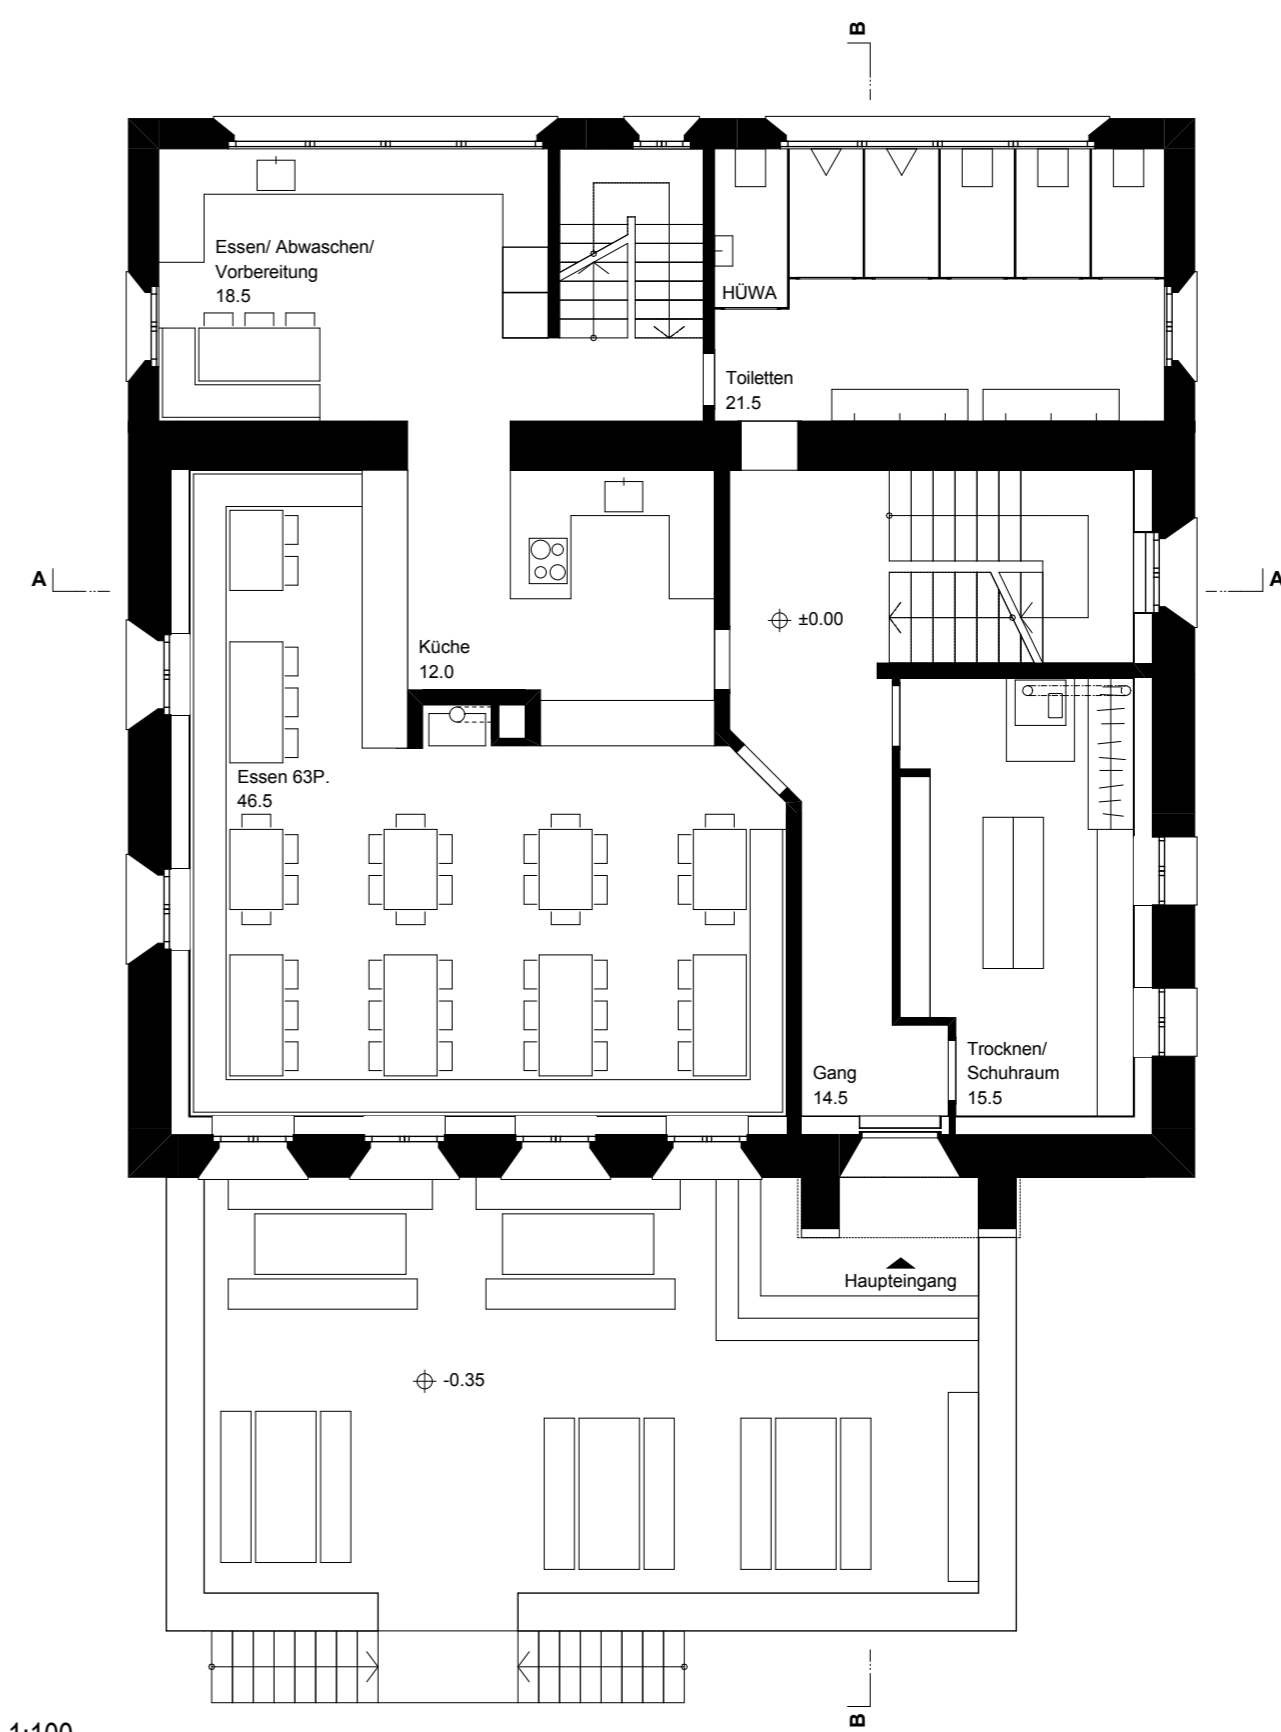 B
Essen/ Abwaschen/
Vorbereitung
18.5
HÜWA
Toiletten
21.5
A
A
±0.00
Küche
12.0
Essen 63P.
46.5
Trocknen/
Schuhraum
15.5
Gang
14.5
Haupteingang
-0.35
B
1:100